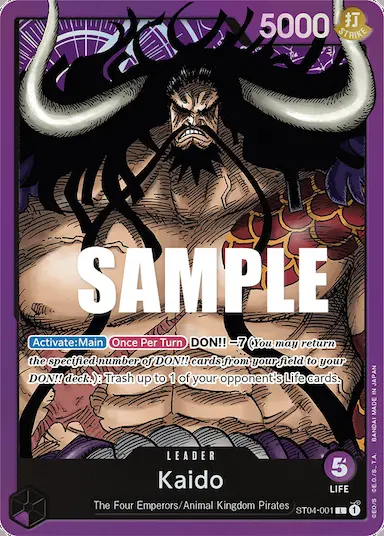 5000 打
STRIKE
SAMPLE
Activate:Main Once Per Turn DON!! −7 (You may return
the specified number of DON!! cards from your field to your
DON!! deck.): Trash up to 1 of your opponent's Life cards.
LEADER
Kaido
The Four Emperors/Animal Kingdom Pirates
5
LIFE
ST04-001 L 1
©E.O/S ©E.O./S., T.A. BANDAI MADE IN JAPAN